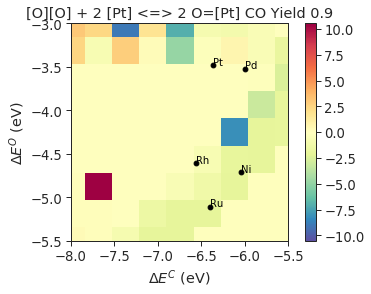 [O][O] + 2 [Pt] <=> 2 O=[Pt] CO Yield 0.9
−3.0
−3.5
−4.0
−4.5
−5.0
−5.5
ΔE^O (eV)
Pt
Pd
Rh
Ni
Ru
−8.0 −7.5 −7.0 −6.5 −6.0 −5.5
ΔE^C (eV)
10.0
7.5
5.0
2.5
0.0
−2.5
−5.0
−7.5
−10.0